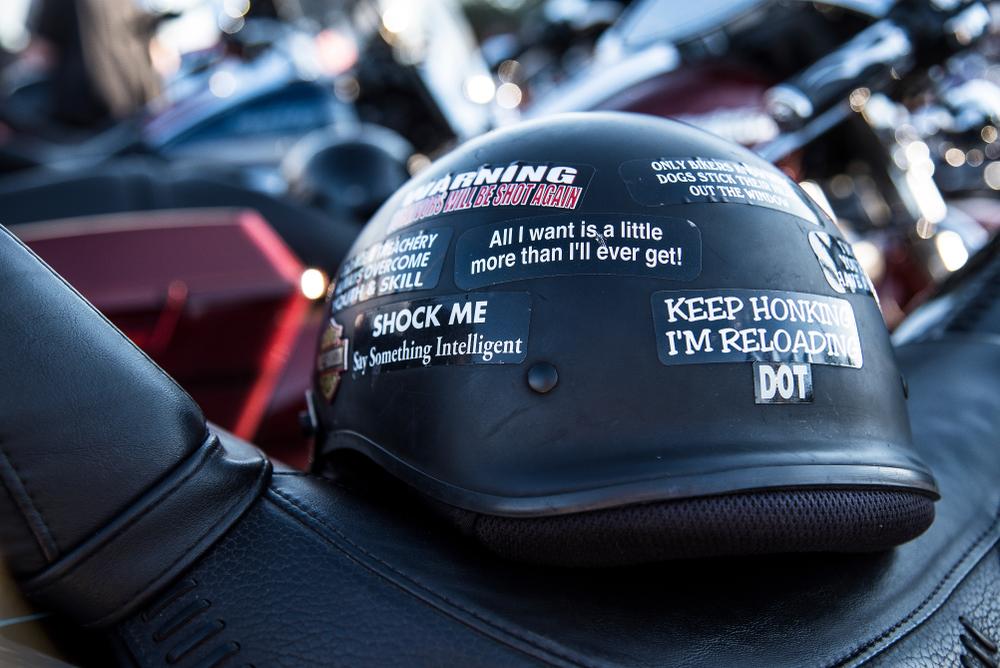 WARNING
WILL BE SHOT AGAIN
ONLY BIKERS
DOGS STICK THEIR
OUT THE WINDOW
All I want is a little
more than I'll ever get!
OVERCOME
& SKILL
SHOCK ME
Say Something Intelligent
KEEP HONKING
I'M RELOADING
DOT